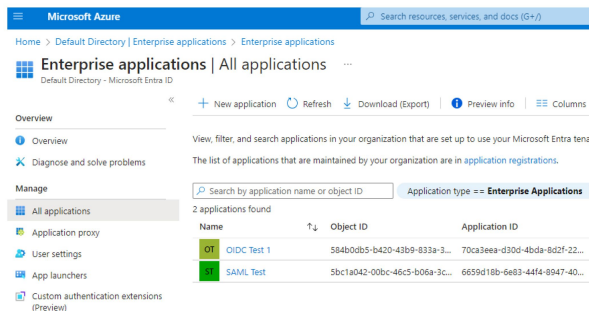 Microsoft Azure
Search resources, services, and docs (G+/)
Home > Default Directory | Enterprise applications > Enterprise applications
Enterprise applications | All applications ...
Default Directory - Microsoft Entra ID
«
New application Refresh Download (Export) Preview info Columns
Overview
Overview
Diagnose and solve problems
Manage
All applications
Application proxy
User settings
App launchers
Custom authentication extensions
(Preview)
View, filter, and search applications in your organization that are set up to use your Microsoft Entra tena
The list of applications that are maintained by your organization are in application registrations.
Search by application name or object ID
Application type == Enterprise Applications
2 applications found
Name ↑↓ Object ID Application ID
OT OIDC Test 1 584b0db5-b420-43b9-833a-3... 70ca3eea-d30d-4bda-8d2f-22...
ST SAML Test 5bc1a042-00bc-46c5-b06a-3c... 6659d18b-6e83-44f4-8947-40...